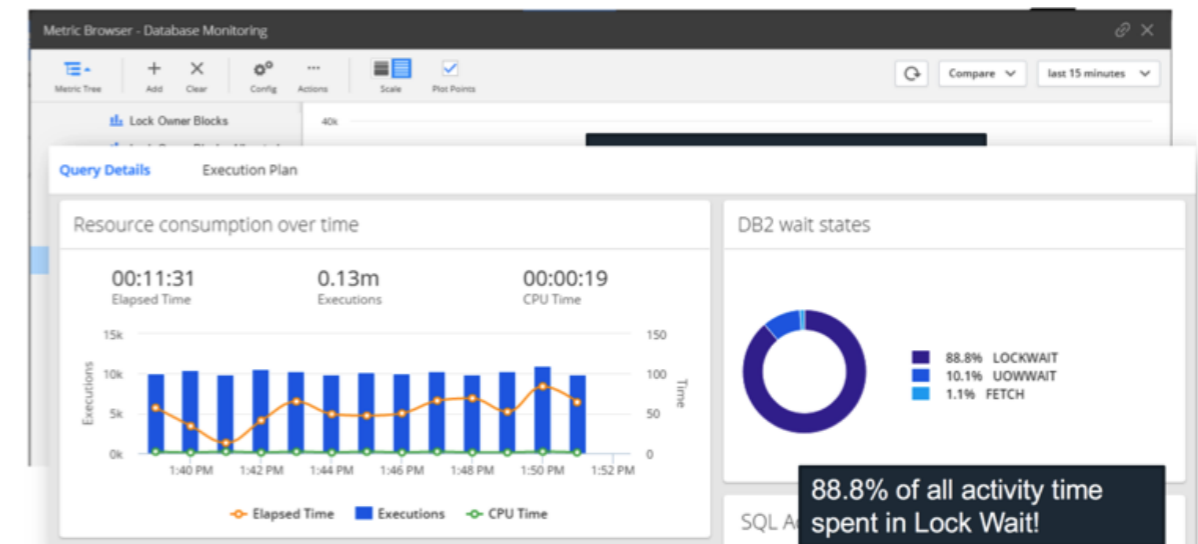 Metric Browser - Database Monitoring
Metric Tree
Add
Clear
Config
Actions
Scale
Plot Points
Compare
last 15 minutes
Lock Owner Blocks
40k
Query Details
Execution Plan
Resource consumption over time
00:11:31
Elapsed Time
0.13m
Executions
00:00:19
CPU Time
15k
10k
5k
0k
Executions
150
100
50
0
Time
1:40 PM
1:42 PM
1:44 PM
1:46 PM
1:48 PM
1:50 PM
1:52 PM
Elapsed Time
Executions
CPU Time
DB2 wait states
88.8% LOCKWAIT
10.1% UOWWAIT
1.1% FETCH
SQL
88.8% of all activity time
spent in Lock Wait!